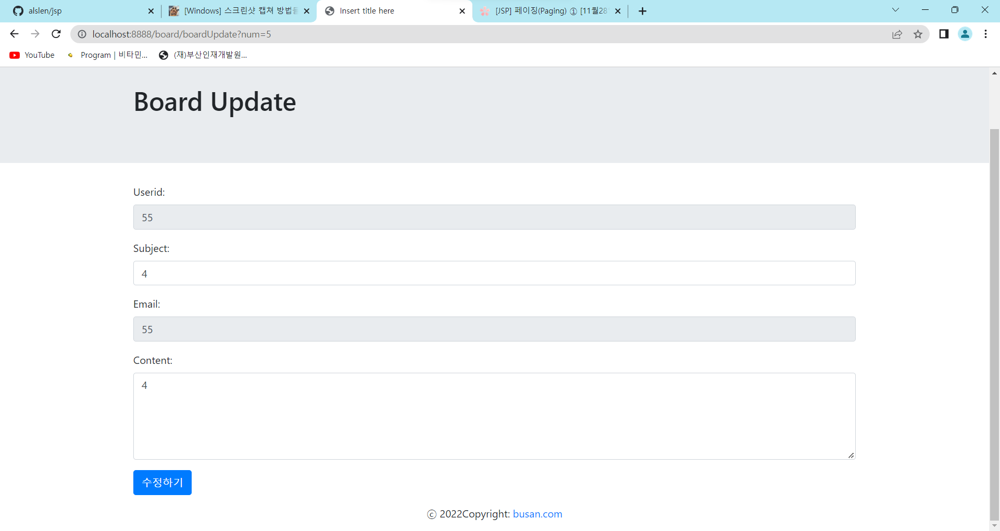 alslen/jsp
[Windows] 스크린샷 캡쳐 방법들
Insert title here
[JSP] 페이징(Paging) ① [11월28
localhost:8888/board/boardUpdate?num=5
YouTube
Program | 비타민...
(재)부산인재개발원...
Board Update
Userid:
55
Subject:
4
Email:
55
Content:
4
수정하기
ⓒ 2022Copyright: busan.com